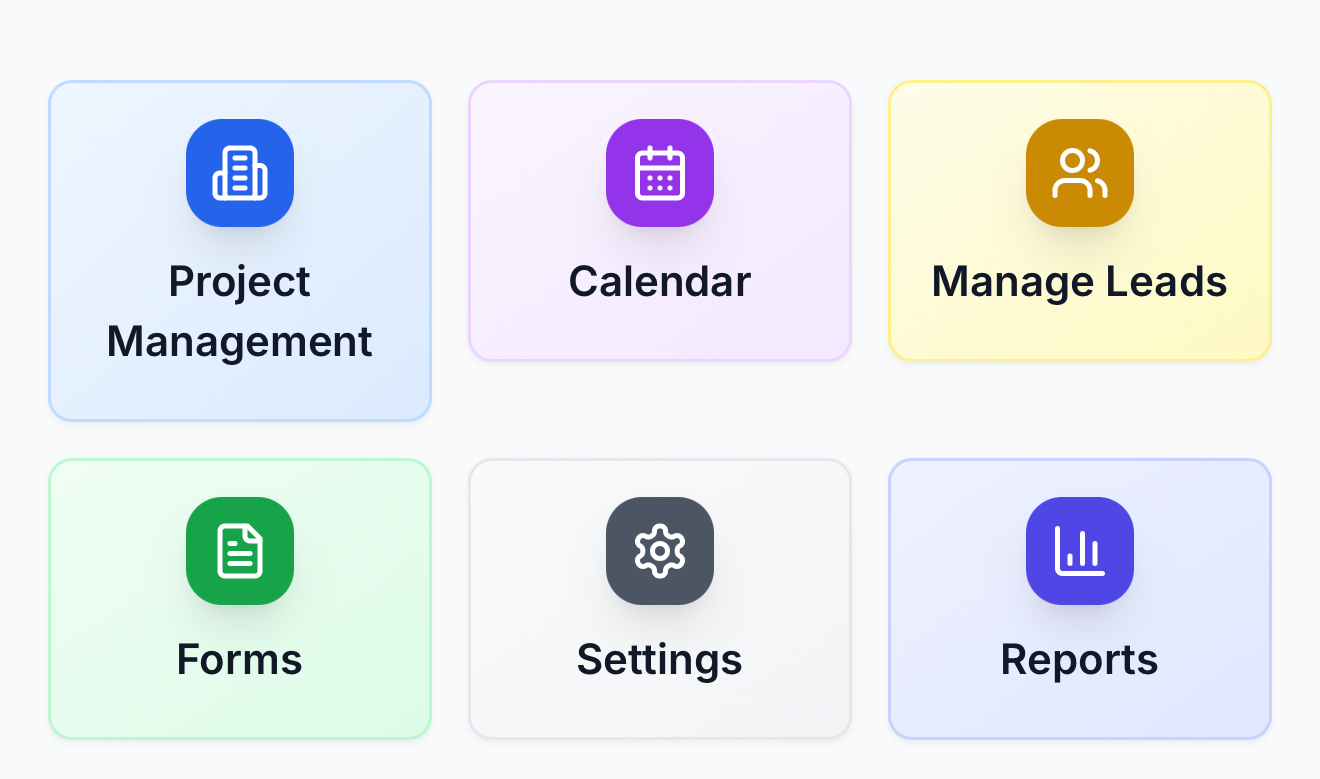 Project
Management
Calendar
Manage Leads
Forms
Settings
Reports